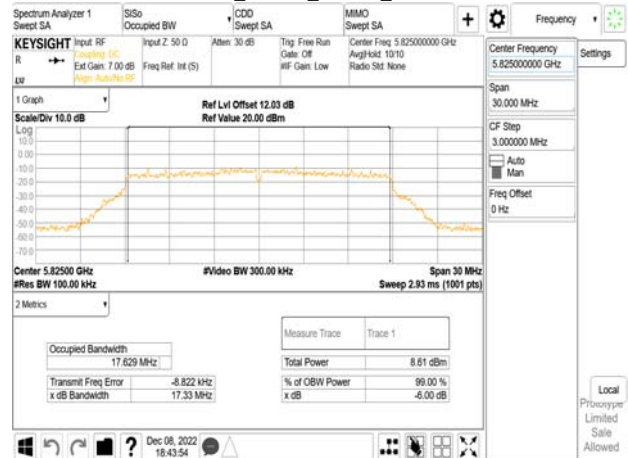 Spectrum Analyzer 1
Swept SA
SISo
Occupied BW
CDD
Swept SA
MIMO
Swept SA
+
Frequency
KEYSIGHT
R
Input: RF
Coupling: DC
Ext Gain: 7.00 dB
Align: Auto/No RF
Input Z: 50 Ω
Freq Ref: Int (S)
Atten: 30 dB
Trig: Free Run
Gate: Off
#IF Gain: Low
Center Freq: 5.825000000 GHz
Avg|Hold: 10/10
Radio Std: None
Center Frequency
5.825000000 GHz
Settings
Span
30.000 MHz
CF Step
3.000000 MHz
Auto
Man
Freq Offset
0 Hz
1 Graph
Scale/Div 10.0 dB
Ref Lvl Offset 12.03 dB
Ref Value 20.00 dBm
Log
10.0
0.00
-10.0
-20.0
-30.0
-40.0
-50.0
-60.0
-70.0
Center 5.82500 GHz
#Res BW 100.00 kHz
#Video BW 300.00 kHz
Span 30 MHz
Sweep 2.93 ms (1001 pts)
2 Metrics
Measure Trace
Trace 1
Occupied Bandwidth
17.629 MHz
Total Power
8.61 dBm
Transmit Freq Error
-8.822 kHz
% of OBW Power
99.00 %
x dB Bandwidth
17.33 MHz
x dB
-6.00 dB
Local
Prototype
Limited
Sale
Allowed
?
Dec 08, 2022
18:43:54